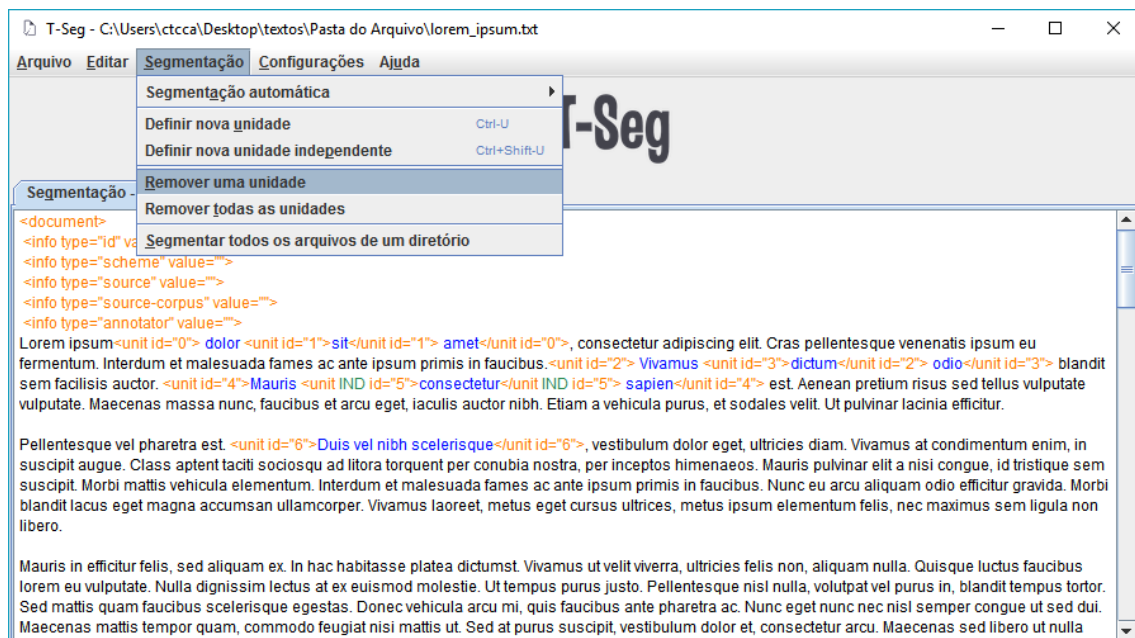 T-Seg - C:\Users\ctcca\Desktop\textos\Pasta do Arquivo\lorem_ipsum.txt
Arquivo Editar Segmentação Configurações Ajuda
Segmentação automática
Definir nova unidade Ctrl-U
Definir nova unidade independente Ctrl+Shift-U
Remover uma unidade
Remover todas as unidades
Segmentar todos os arquivos de um diretório
T-Seg
Segmentação -
<document>
<info type="id" va
<info type="scheme" value="">
<info type="source" value="">
<info type="source-corpus" value="">
<info type="annotator" value="">
Lorem ipsum<unit id="0"> dolor <unit id="1">sit</unit id="1"> amet</unit id="0">, consectetur adipiscing elit. Cras pellentesque venenatis ipsum eu
fermentum. Interdum et malesuada fames ac ante ipsum primis in faucibus.<unit id="2"> Vivamus <unit id="3">dictum</unit id="2"> odio</unit id="3"> blandit
sem facilisis auctor. <unit id="4">Mauris <unit IND id="5">consectetur</unit IND id="5"> sapien</unit id="4"> est. Aenean pretium risus sed tellus vulputate
vulputate. Maecenas massa nunc, faucibus et arcu eget, iaculis auctor nibh. Etiam a vehicula purus, et sodales velit. Ut pulvinar lacinia efficitur.
Pellentesque vel pharetra est. <unit id="6">Duis vel nibh scelerisque</unit id="6">, vestibulum dolor eget, ultricies diam. Vivamus at condimentum enim, in
suscipit augue. Class aptent taciti sociosqu ad litora torquent per conubia nostra, per inceptos himenaeos. Mauris pulvinar elit a nisi congue, id tristique sem
suscipit. Morbi mattis vehicula elementum. Interdum et malesuada fames ac ante ipsum primis in faucibus. Nunc eu arcu aliquam odio efficitur gravida. Morbi
blandit lacus eget magna accumsan ullamcorper. Vivamus laoreet, metus eget cursus ultrices, metus ipsum elementum felis, nec maximus sem ligula non
libero.
Mauris in efficitur felis, sed aliquam ex. In hac habitasse platea dictumst. Vivamus ut velit viverra, ultricies felis non, aliquam nulla. Quisque luctus faucibus
lorem eu vulputate. Nulla dignissim lectus at ex euismod molestie. Ut tempus purus justo. Pellentesque nisl nulla, volutpat vel purus in, blandit tempus tortor.
Sed mattis quam faucibus scelerisque egestas. Donec vehicula arcu mi, quis faucibus ante pharetra ac. Nunc eget nunc nec nisl semper congue ut sed dui.
Maecenas mattis tempor quam, commodo feugiat nisi mattis ut. Sed at purus suscipit, vestibulum dolor et, consectetur arcu. Maecenas sed libero ut nulla